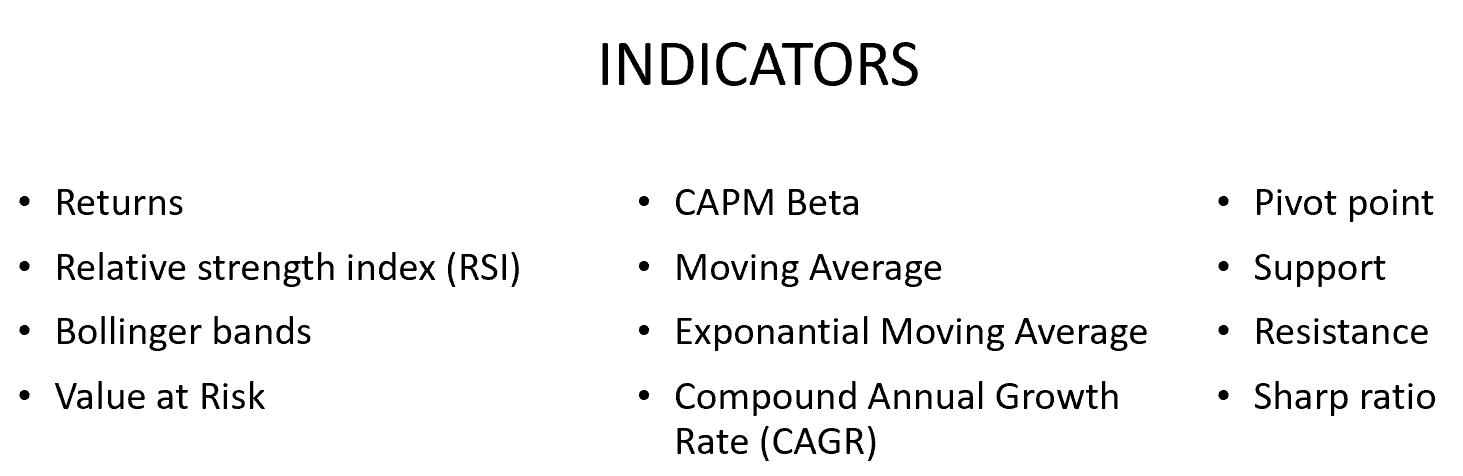 INDICATORS
• Returns
• Relative strength index (RSI)
• Bollinger bands
• Value at Risk
• CAPM Beta
• Moving Average
• Exponantial Moving Average
• Compound Annual Growth
Rate (CAGR)
• Pivot point
• Support
• Resistance
• Sharp ratio